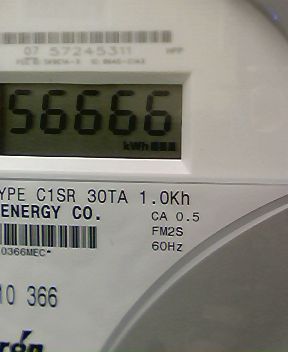 07 57245311
56666
kWh
YPE C1SR 30TA 1.0Kh
ENERGY CO.
CA 0.5
FM2S
60Hz
0366MEC*
10 366